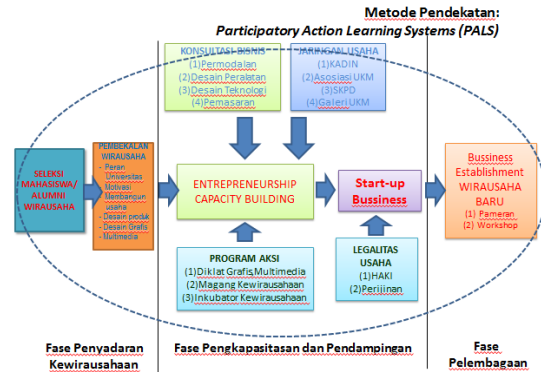 Metode Pendekatan:
Participatory Action Learning Systems (PALS)
KONSULTASI BISNIS
(1)Permodalan
(2)Desain Peralatan
(3)Desain Teknologi
(4)Pemasaran
JARINGAN USAHA
(1)KADIN
(2)Asosiasi UKM
(3)SKPD
(4)Galeri UKM
SELEKSI
MAHASISWA/
ALUMNI
WIRAUSAHA
PEMBEKALAN
WIRAUSAHA
- Peran
Universitas
- Motivasi
- Membangun
usaha
- Desain produk
- Desain Grafis
- Multimedia
ENTREPRENEURSHIP
CAPACITY BUILDING
Start-up
Bussiness
Bussiness
Establishment
WIRAUSAHA
BARU
(1) Pameran
(2) Workshop
PROGRAM AKSI
(1)Diklat Grafis,Multimedia
(2)Magang Kewirausahaan
(3)Inkubator Kewirausahaan
LEGALITAS
USAHA
(1)HAKI
(2)Perijinan
Fase Penyadaran
Kewirausahaan
Fase Pengkapasitasan dan Pendampingan
Fase
Pelembagaan